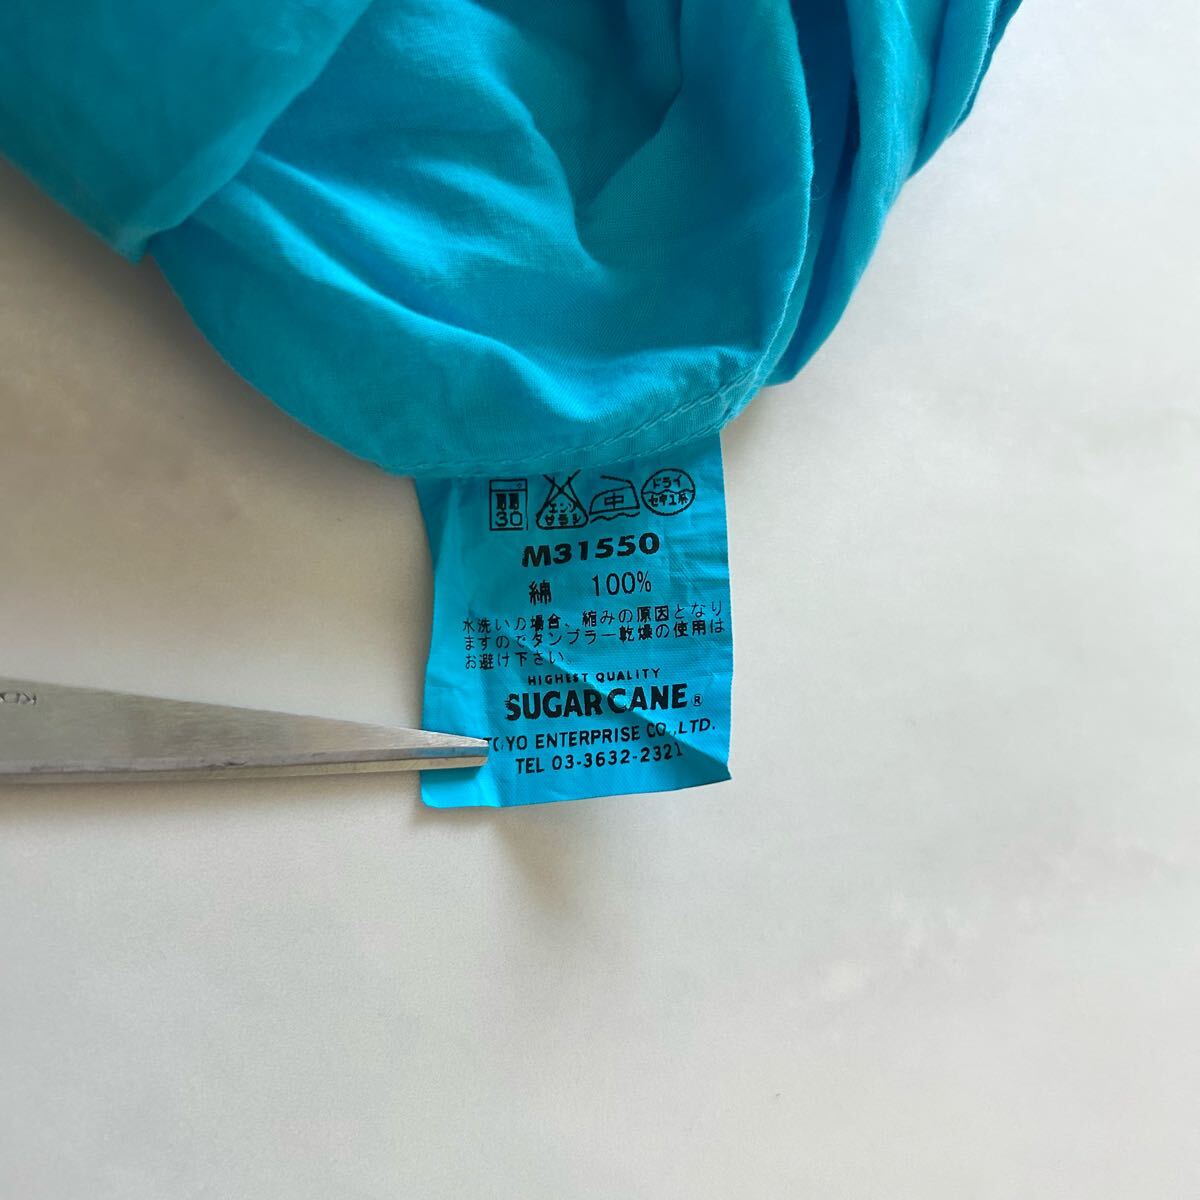 30 エンソ サラシ 中 ドライ セキユ系
M31550
綿 100%
水洗いの場合、縮みの原因となり
ますのでタンブラー乾燥の使用は
お避け下さい。
HIGHEST QUALITY
SUGAR CANE®
TOYO ENTERPRISE CO.,LTD.
TEL 03-3632-2321